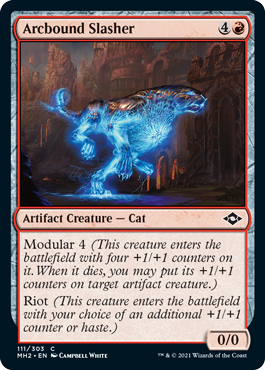 Arcbound Slasher 4
Artifact Creature — Cat
Modular 4 (This creature enters the
battlefield with four +1/+1 counters on
it. When it dies, you may put its +1/+1
counters on target artifact creature.)
Riot (This creature enters the battlefield
with your choice of an additional +1/+1
counter or haste.)
0/0
111/303 C
MH2 • EN CAMPBELL WHITE
™ & © 2021 Wizards of the Coast